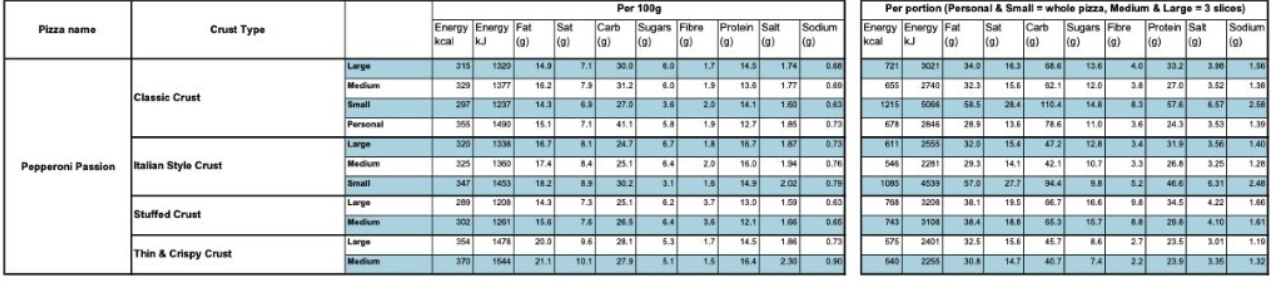 Per 100g Per portion (Personal & Small = whole pizza, Medium & Large = 3 slices)
Pizza name Crust Type Energy kcal Energy kJ Fat (g) Sat (g) Carb (g) Sugars (g) Fibre (g) Protein (g) Salt (g) Sodium (g) Energy kcal Energy kJ Fat (g) Sat (g) Carb (g) Sugars (g) Fibre (g) Protein (g) Salt (g) Sodium (g)
Pepperoni Passion
Classic Crust
Large 315 1320 14.9 7.1 30.0 6.0 1.7 14.5 1.74 0.68 721 3021 34.0 16.3 68.6 13.6 4.0 33.2 3.98 1.56
Medium 329 1377 16.2 7.9 31.2 6.0 1.9 13.6 1.77 0.69 655 2740 32.3 15.6 62.1 12.0 3.8 27.0 3.52 1.38
Small 297 1237 14.3 6.9 27.0 3.6 2.0 14.1 1.60 0.63 1215 5066 58.5 28.4 110.4 14.8 8.3 57.6 6.57 2.58
Personal 355 1490 15.1 7.1 41.1 5.8 1.9 12.7 1.85 0.73 678 2846 28.9 13.6 78.6 11.0 3.6 24.3 3.53 1.39
Italian Style Crust
Large 320 1338 16.7 8.1 24.7 6.7 1.8 16.7 1.87 0.73 611 2555 32.0 15.4 47.2 12.8 3.4 31.9 3.56 1.40
Medium 325 1360 17.4 8.4 25.1 6.4 2.0 16.0 1.94 0.76 546 2281 29.3 14.1 42.1 10.7 3.3 26.8 3.25 1.28
Small 347 1453 18.2 8.9 30.2 3.1 1.6 14.9 2.02 0.79 1085 4539 57.0 27.7 94.4 9.8 5.2 46.6 6.31 2.48
Stuffed Crust
Large 289 1208 14.3 7.3 25.1 6.2 3.7 13.0 1.59 0.63 768 3208 38.1 19.5 66.7 16.6 9.8 34.5 4.22 1.66
Medium 302 1261 15.6 7.6 26.5 6.4 3.6 12.1 1.66 0.65 743 3108 38.4 18.8 65.3 15.7 8.8 29.8 4.10 1.61
Thin & Crispy Crust
Large 354 1478 20.0 9.6 28.1 5.3 1.7 14.5 1.86 0.73 575 2401 32.5 15.6 45.7 8.6 2.7 23.5 3.01 1.19
Medium 370 1544 21.1 10.1 27.9 5.1 1.5 16.4 2.30 0.90 540 2255 30.8 14.7 40.7 7.4 2.2 23.9 3.35 1.32